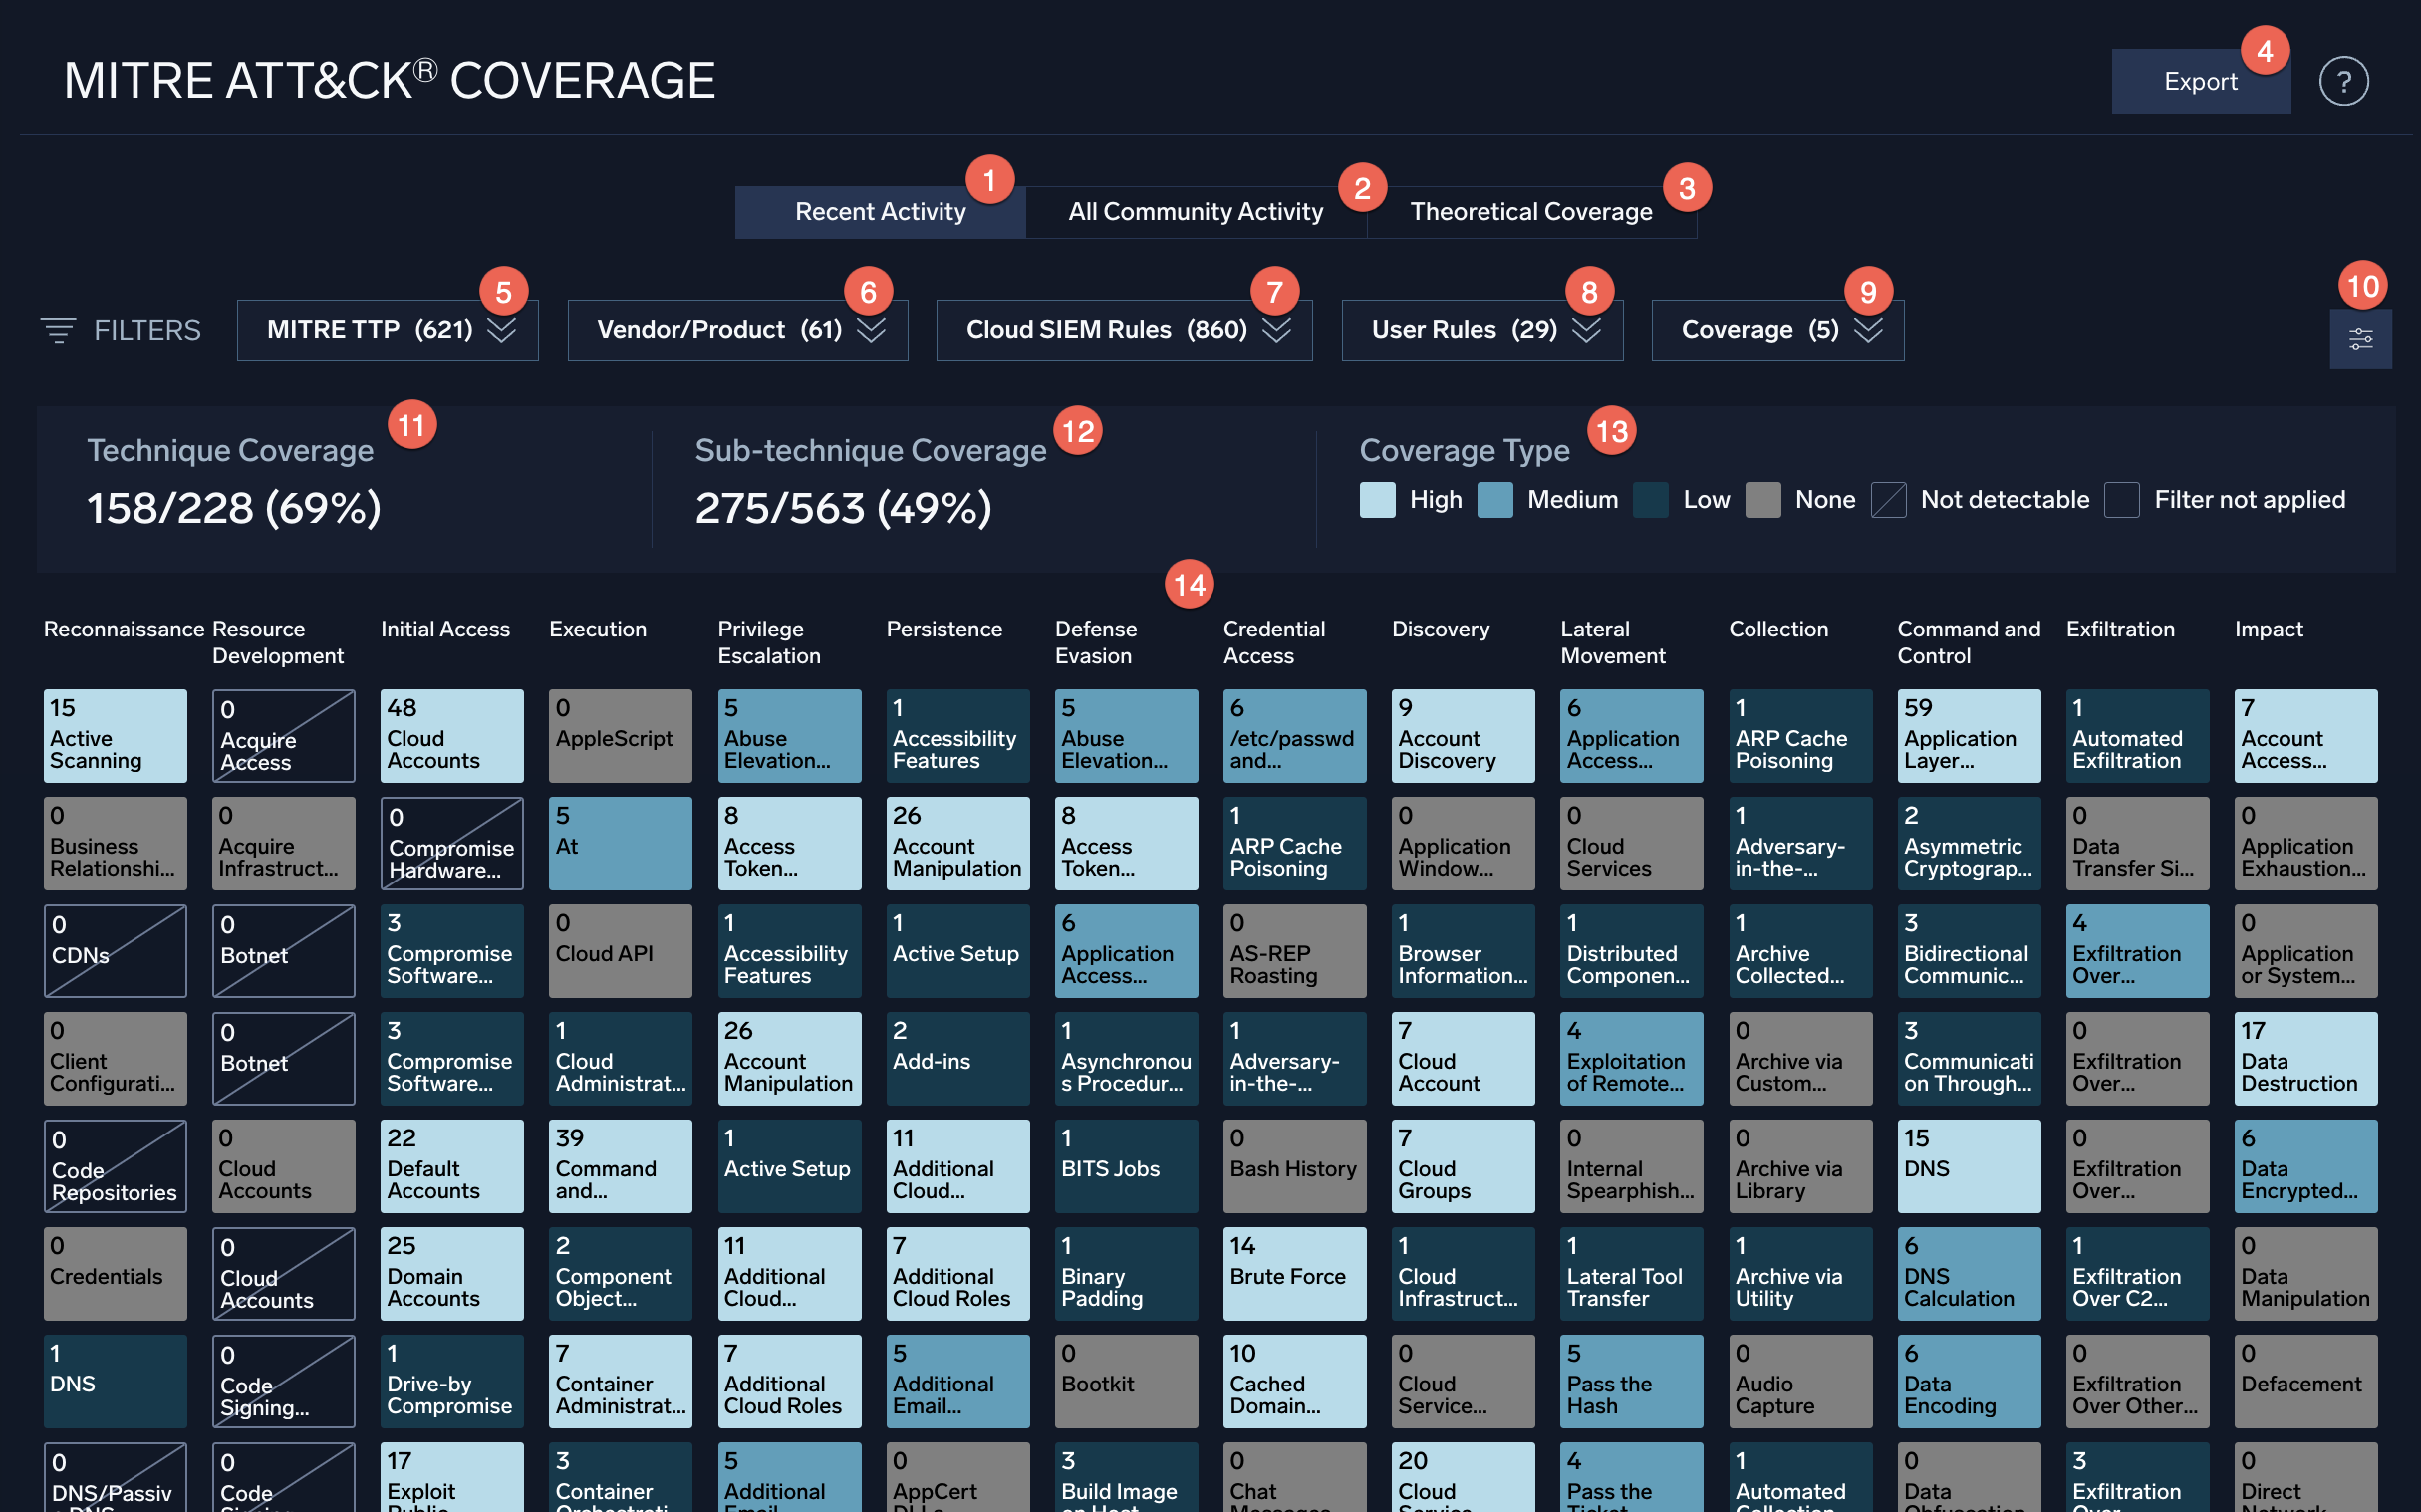 MITRE ATT&CK® COVERAGE
4
Export
?
1
2
3
Recent Activity
All Community Activity
Theoretical Coverage
5
6
7
8
9
10
FILTERS
MITRE TTP (621)
Vendor/Product (61)
Cloud SIEM Rules (860)
User Rules (29)
Coverage (5)
11
12
13
Technique Coverage
158/228 (69%)
Sub-technique Coverage
275/563 (49%)
Coverage Type
High
Medium
Low
None
Not detectable
Filter not applied
14
Reconnaissance
Resource
Development
Initial Access
Execution
Privilege
Escalation
Persistence
Defense
Evasion
Credential
Access
Discovery
Lateral
Movement
Collection
Command and
Control
Exfiltration
Impact
15
Active
Scanning
0
Acquire
Access
48
Cloud
Accounts
0
AppleScript
5
Abuse
Elevation...
1
Accessibility
Features
5
Abuse
Elevation...
6
/etc/passwd
and...
9
Account
Discovery
6
Application
Access...
1
ARP Cache
Poisoning
59
Application
Layer...
1
Automated
Exfiltration
7
Account
Access...
0
Business
Relationshi...
0
Acquire
Infrastruct...
0
Compromise
Hardware...
5
At
8
Access
Token...
26
Account
Manipulation
8
Access
Token...
1
ARP Cache
Poisoning
0
Application
Window...
0
Cloud
Services
1
Adversary-
in-the-...
2
Asymmetric
Cryptograp...
0
Data
Transfer Si...
0
Application
Exhaustion...
0
CDNs
0
Botnet
3
Compromise
Software...
0
Cloud API
1
Accessibility
Features
1
Active Setup
6
Application
Access...
0
AS-REP
Roasting
1
Browser
Information...
1
Distributed
Componen...
1
Archive
Collected...
3
Bidirectional
Communic...
4
Exfiltration
Over...
0
Application
or System...
0
Client
Configurati...
0
Botnet
3
Compromise
Software...
1
Cloud
Administrat...
26
Account
Manipulation
2
Add-ins
1
Asynchronou
s Procedur...
1
Adversary-
in-the-...
7
Cloud
Account
4
Exploitation
of Remote...
0
Archive via
Custom...
3
Communicati
on Through...
0
Exfiltration
Over...
17
Data
Destruction
0
Code
Repositories
0
Cloud
Accounts
22
Default
Accounts
39
Command
and...
1
Active Setup
11
Additional
Cloud...
1
BITS Jobs
0
Bash History
7
Cloud
Groups
0
Internal
Spearphish...
0
Archive via
Library
15
DNS
0
Exfiltration
Over...
6
Data
Encrypted...
0
Credentials
0
Cloud
Accounts
25
Domain
Accounts
2
Component
Object...
11
Additional
Cloud...
7
Additional
Cloud Roles
1
Binary
Padding
14
Brute Force
1
Cloud
Infrastruct...
1
Lateral Tool
Transfer
1
Archive via
Utility
6
DNS
Calculation
1
Exfiltration
Over C2...
0
Data
Manipulation
1
DNS
0
Code
Signing...
1
Drive-by
Compromise
7
Container
Administrat...
7
Additional
Cloud Roles
5
Additional
Email...
0
Bootkit
10
Cached
Domain...
0
Cloud
Service...
5
Pass the
Hash
0
Audio
Capture
6
Data
Encoding
0
Exfiltration
Over Other...
0
Defacement
0
DNS/Passiv
0
Code
17
Exploit
3
Container
5
Additional
0
AppCert
3
Build Image
0
Chat
20
Cloud
4
Pass the
1
Automated
0
Data
3
Exfiltration
0
Direct